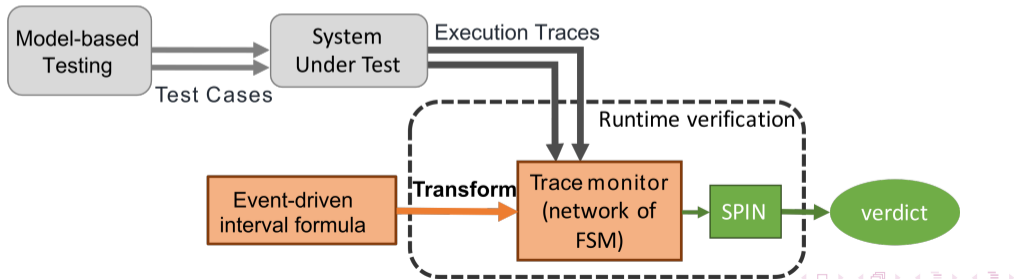 Model-based
Testing
System
Under Test
Execution Traces
Test Cases
Runtime verification
Event-driven
interval formula
Transform
Trace monitor
(network of
FSM)
SPIN
verdict